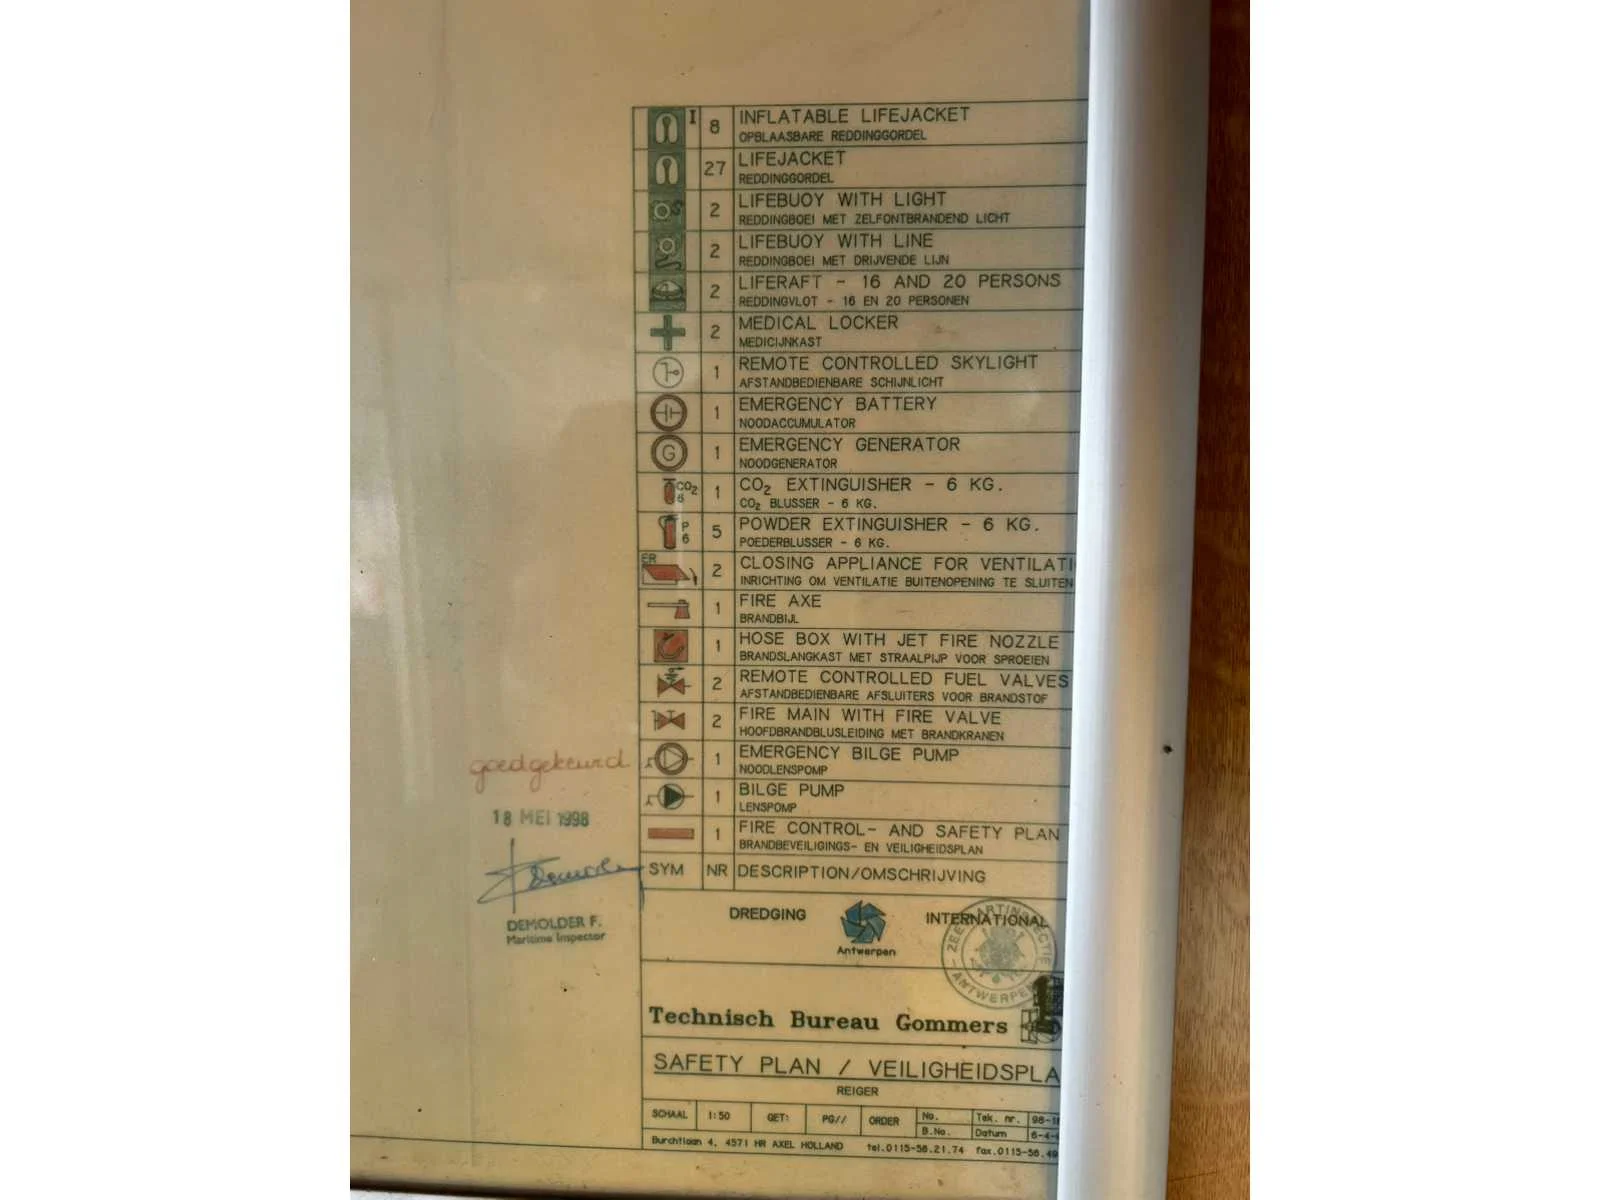 I 8 INFLATABLE LIFEJACKET
OPBLAASBARE REDDINGGORDEL
27 LIFEJACKET
REDDINGGORDEL
2 LIFEBUOY WITH LIGHT
REDDINGBOEI MET ZELFONTBRANDEND LICHT
2 LIFEBUOY WITH LINE
REDDINGBOEI MET DRIJVENDE LIJN
2 LIFERAFT - 16 AND 20 PERSONS
REDDINGVLOT - 16 EN 20 PERSONEN
2 MEDICAL LOCKER
MEDICIJNKAST
1 REMOTE CONTROLLED SKYLIGHT
AFSTANDBEDIENBARE SCHIJNLICHT
1 EMERGENCY BATTERY
NOODACCUMULATOR
G 1 EMERGENCY GENERATOR
NOODGENERATOR
CO2 6 1 CO2 EXTINGUISHER - 6 KG.
CO2 BLUSSER - 6 KG.
P 6 5 POWDER EXTINGUISHER - 6 KG.
POEDERBLUSSER - 6 KG.
ER 2 CLOSING APPLIANCE FOR VENTILATI
INRICHTING OM VENTILATIE BUITENOPENING TE SLUITEN
1 FIRE AXE
BRANDBIJL
1 HOSE BOX WITH JET FIRE NOZZLE
BRANDSLANGKAST MET STRAALPIJP VOOR SPROEIEN
2 REMOTE CONTROLLED FUEL VALVES
AFSTANDBEDIENBARE AFSLUITERS VOOR BRANDSTOF
2 FIRE MAIN WITH FIRE VALVE
HOOFDBRANDBLUSLEIDING MET BRANDKRANEN
1 EMERGENCY BILGE PUMP
NOODLENSPOMP
1 BILGE PUMP
LENSPOMP
1 FIRE CONTROL- AND SAFETY PLAN
BRANDBEVEILIGINGS- EN VEILIGHEIDSPLAN
SYM NR DESCRIPTION/OMSCHRIJVING
goedgekeurd
18 MEI 1998
DEMOLDER F.
Maritime Inspector
DREDGING INTERNATIONAL
Antwerpen
ZEEVAARTINSPECTIE
- ANTWERPEN
Technisch Bureau Gommers
SAFETY PLAN / VEILIGHEIDSPLA
REIGER
SCHAAL 1:50 GET: PG// ORDER No. Tek. nr. 98-1
B.No. Datum 6-4-
Burchtlaan 4, 4571 HR AXEL HOLLAND tel.0115-56.21.74 fax.0115-56.49